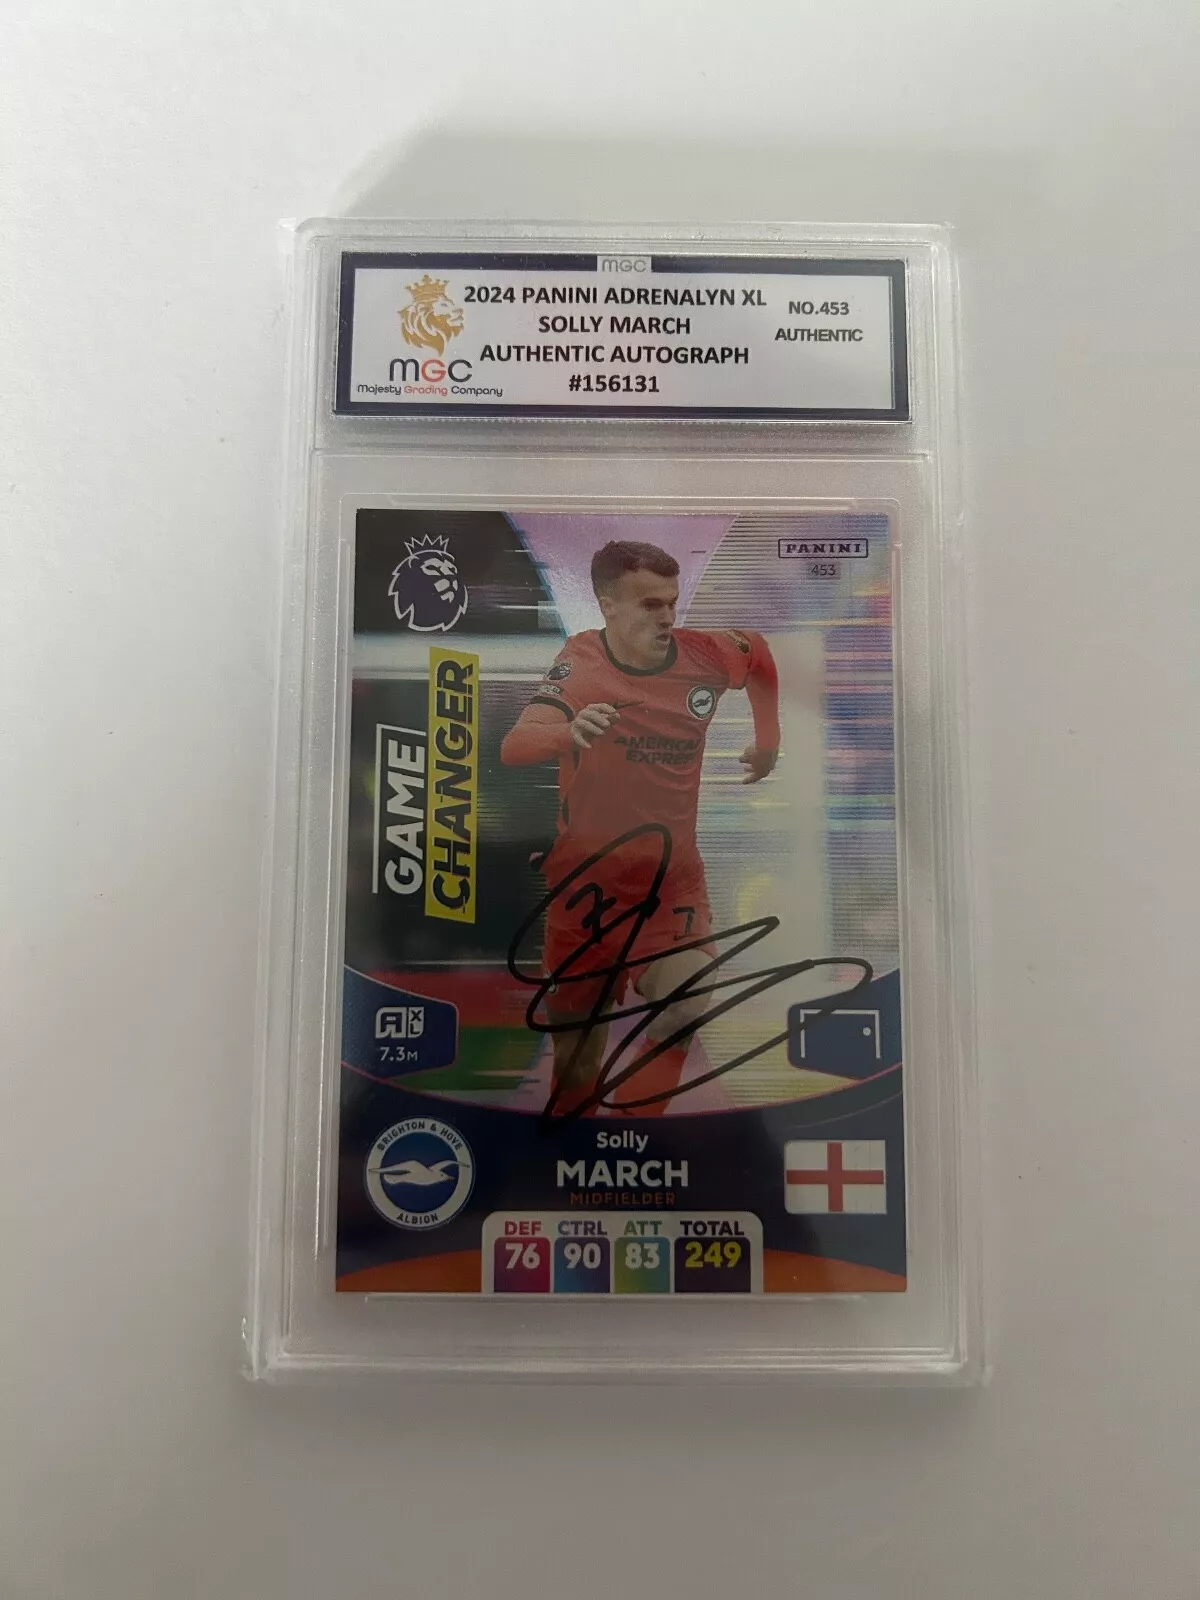 MGC
2024 PANINI ADRENALYN XL
SOLLY MARCH
AUTHENTIC AUTOGRAPH
#156131
NO.453
AUTHENTIC
MGC
Majesty Grading Company
PANINI
453
GAME
CHANGER
AMERICAN
EXPRESS
7
AXL
7.3M
BRIGHTON & HOVE
ALBION
Solly
MARCH
MIDFIELDER
DEF CTRL ATT TOTAL
76 90 83 249